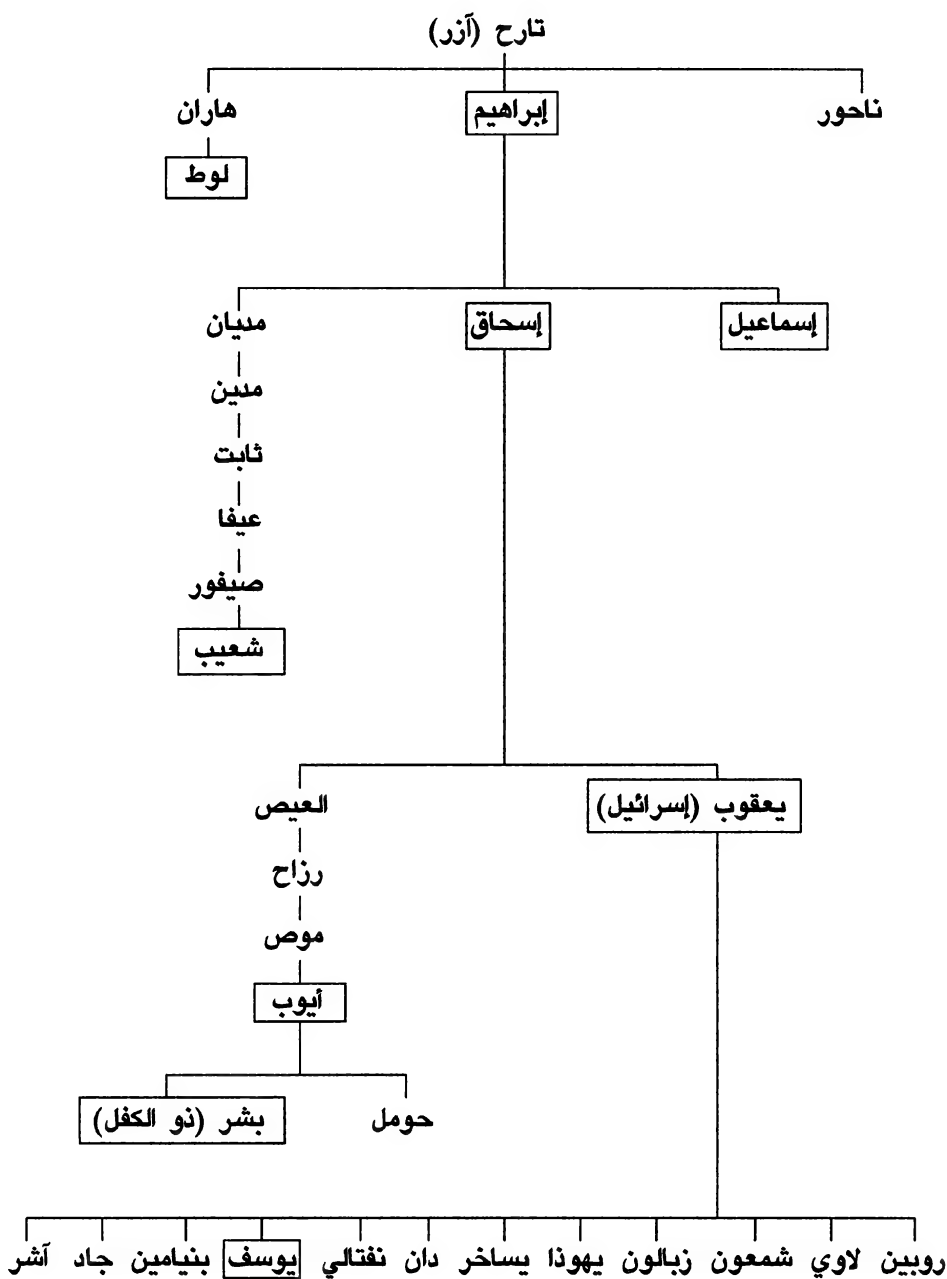 تارح (آزر)
ناحور إبراهيم هاران
لوط
إسماعيل إسحاق مديان
مدين
ثابت
عيفا
صيفور
شعيب
يعقوب (إسرائيل) العيص
رزاح
موص
أيوب
حومل بشر (ذو الكفل)
روبين لاوي شمعون زبالون يهوذا يساخر دان نفتالي يوسف بنيامين جاد آشر